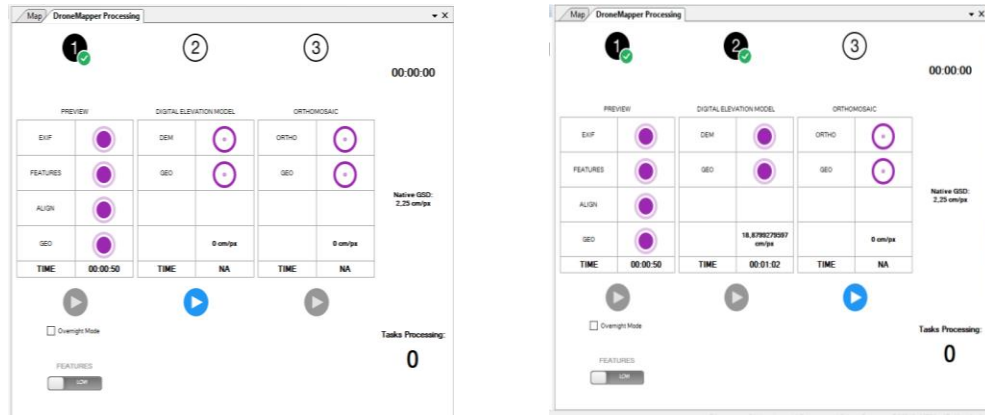 Map DroneMapper Processing
1 2 3
00:00:00
PREVIEW DIGITAL ELEVATION MODEL ORTHOMOSAIC
EXIF DEM ORTHO
FEATURES GEO GEO
Native GSD:
2,25 cm/px
ALIGN
GEO 0 cm/px 0 cm/px
TIME 00:00:50 TIME NA TIME NA
Overnight Mode
Tasks Processing:
0
FEATURES
LOW
Map DroneMapper Processing
1 2 3
00:00:00
PREVIEW DIGITAL ELEVATION MODEL ORTHOMOSAIC
EXIF DEM ORTHO
FEATURES GEO GEO
Native GSD:
2,25 cm/px
ALIGN
GEO cm/px 0 cm/px
TIME 00:00:50 TIME 00:01:02 TIME NA
Overnight Mode
Tasks Processing:
0
FEATURES
LOW